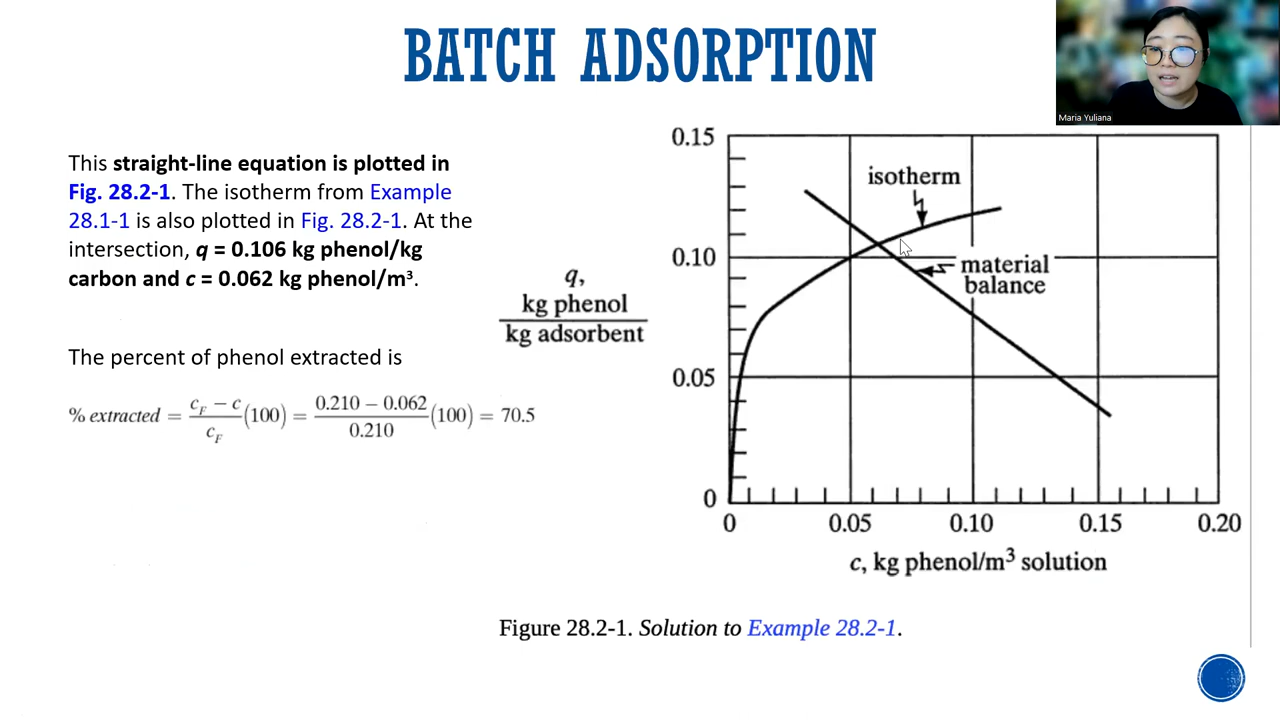 BATCH ADSORPTION
Maria Yuliana
This straight-line equation is plotted in
Fig. 28.2-1. The isotherm from Example
28.1-1 is also plotted in Fig. 28.2-1. At the
intersection, q = 0.106 kg phenol/kg
carbon and c = 0.062 kg phenol/m³.
The percent of phenol extracted is
% extracted = (c_F − c)/c_F (100) = (0.210 − 0.062)/0.210 (100) = 70.5
q,
kg phenol
kg adsorbent
0.15
0.10
0.05
0
isotherm
material
balance
0 0.05 0.10 0.15 0.20
c, kg phenol/m³ solution
Figure 28.2-1. Solution to Example 28.2-1.